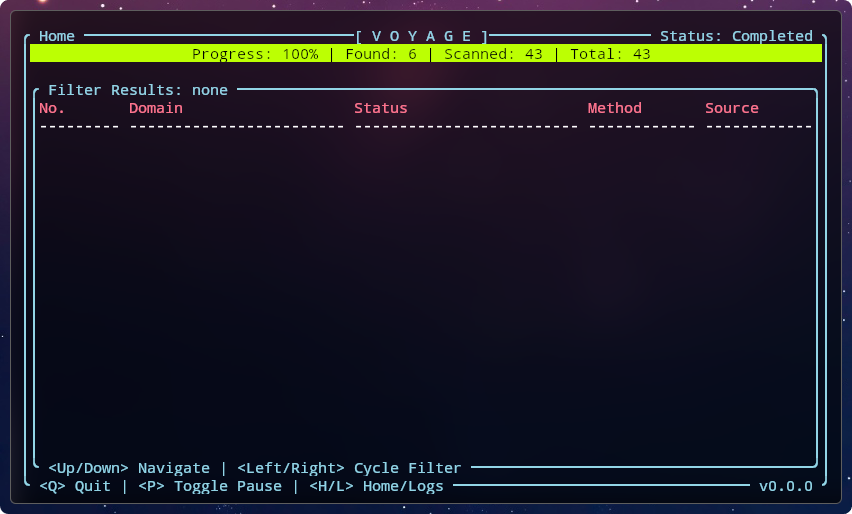 Home [ V O Y A G E ] Status: Completed
Progress: 100% | Found: 6 | Scanned: 43 | Total: 43
Filter Results: none
No. Domain Status Method Source
--------- ------------------------ ------------------------- ------------ ------------
<Up/Down> Navigate | <Left/Right> Cycle Filter
<Q> Quit | <P> Toggle Pause | <H/L> Home/Logs v0.0.0